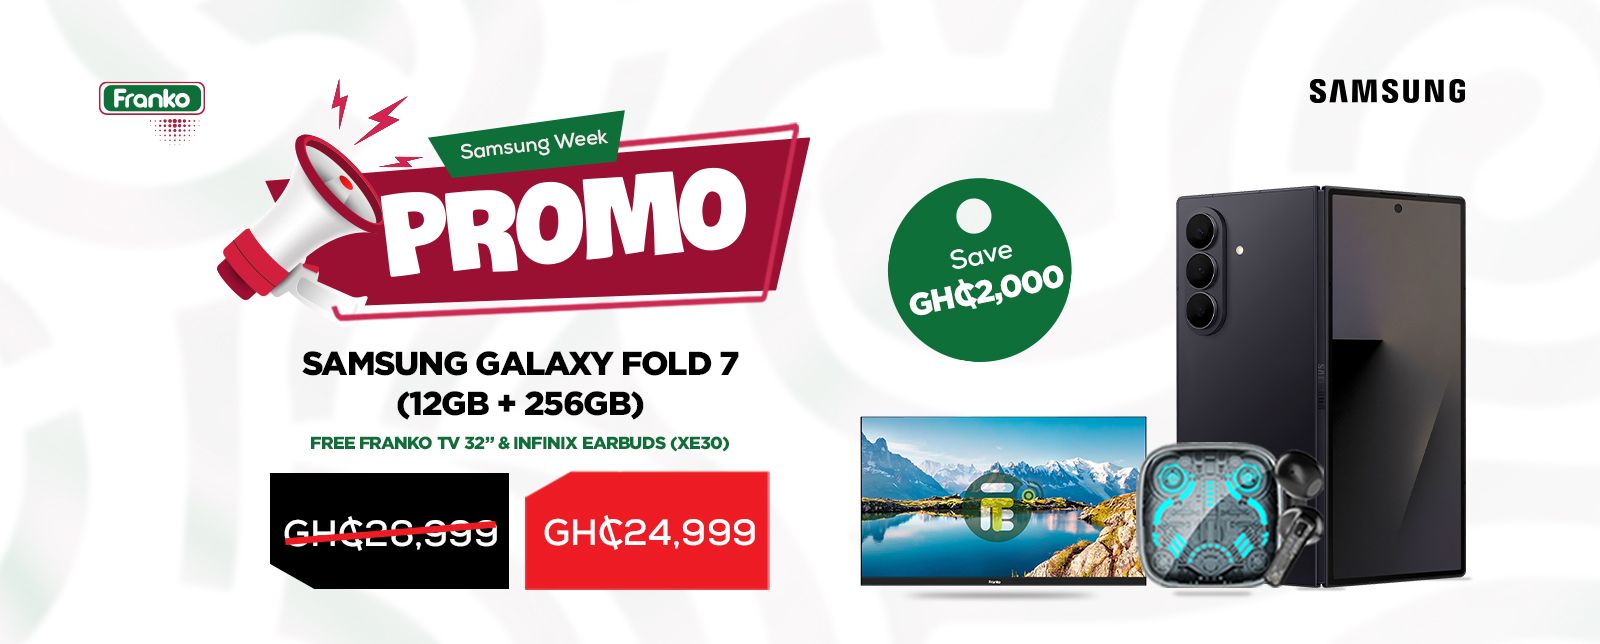 Franko
SAMSUNG
Samsung Week
PROMO
Save
GH₵2,000
SAMSUNG GALAXY FOLD 7
(12GB + 256GB)
FREE FRANKO TV 32” & INFINIX EARBUDS (XE30)
GH₵28,999
GH₵24,999
Franko